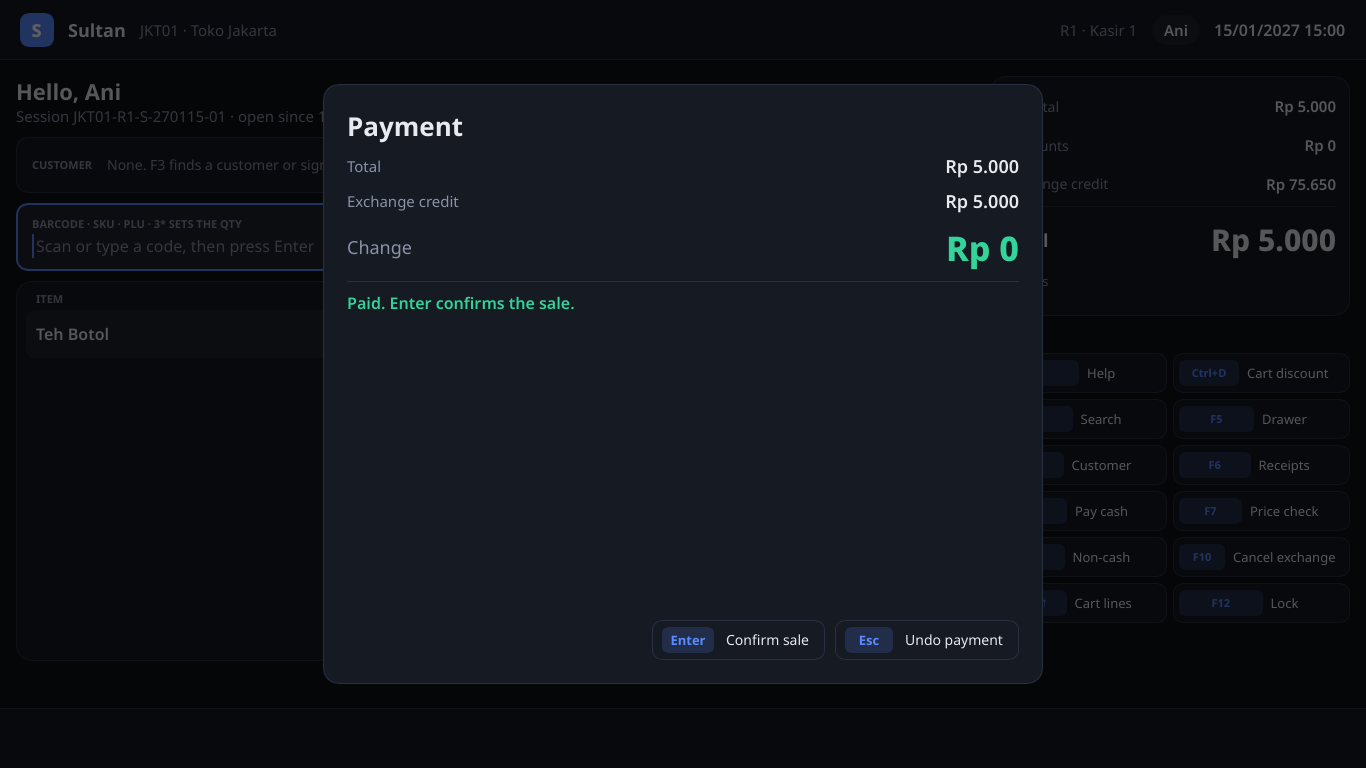 S Sultan JKT01 · Toko Jakarta
R1 · Kasir 1 Ani 15/01/2027 15:00
Hello, Ani
Session JKT01-R1-S-270115-01 · open since
CUSTOMER None. F3 finds a customer or
BARCODE · SKU · PLU · 3* SETS THE QTY
Scan or type a code, then press Enter
ITEM
Teh Botol
Payment
Total Rp 5.000
Exchange credit Rp 5.000
Change Rp 0
Paid. Enter confirms the sale.
Enter Confirm sale
Esc Undo payment
Rp 5.000
Rp 0
credit Rp 75.650
Rp 5.000
Help
Ctrl+D Cart discount
Search
F5 Drawer
Customer
F6 Receipts
Pay cash
F7 Price check
Non-cash
F10 Cancel exchange
Cart lines
F12 Lock